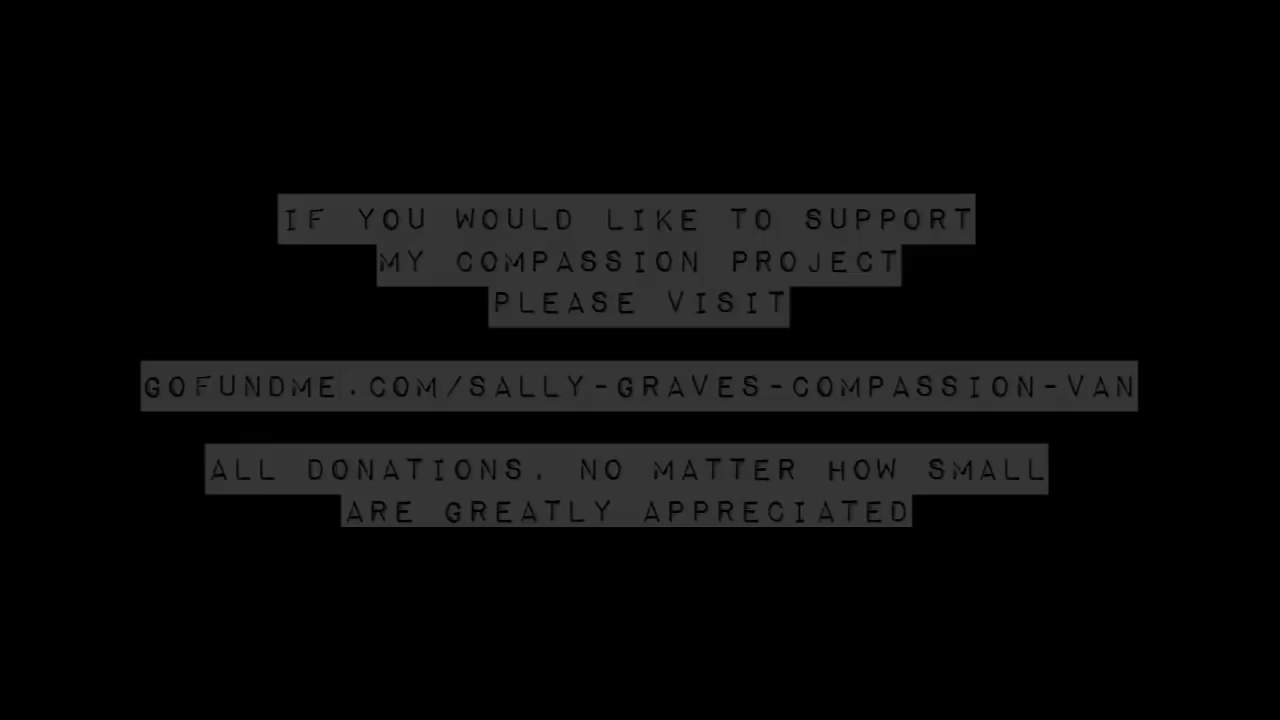 IF YOU WOULD LIKE TO SUPPORT
MY COMPASSION PROJECT
PLEASE VISIT
GOFUNDME.COM/SALLY-GRAVES-COMPASSION-VAN
ALL DONATIONS, NO MATTER HOW SMALL
ARE GREATLY APPRECIATED